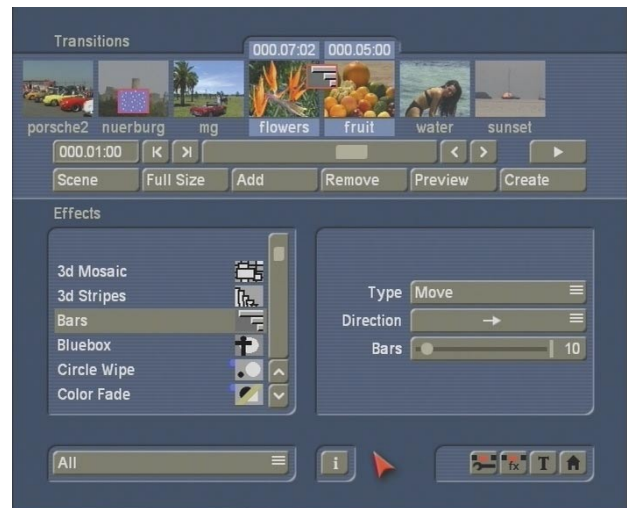 Transitions
000.07:02 000.05:00
porsche2 nuerburg mg flowers fruit water sunset
000.01:00
Scene Full Size Add Remove Preview Create
Effects
3d Mosaic
3d Stripes
Bars
Bluebox
Circle Wipe
Color Fade
Type Move
Direction
Bars 10
All
i
fx T